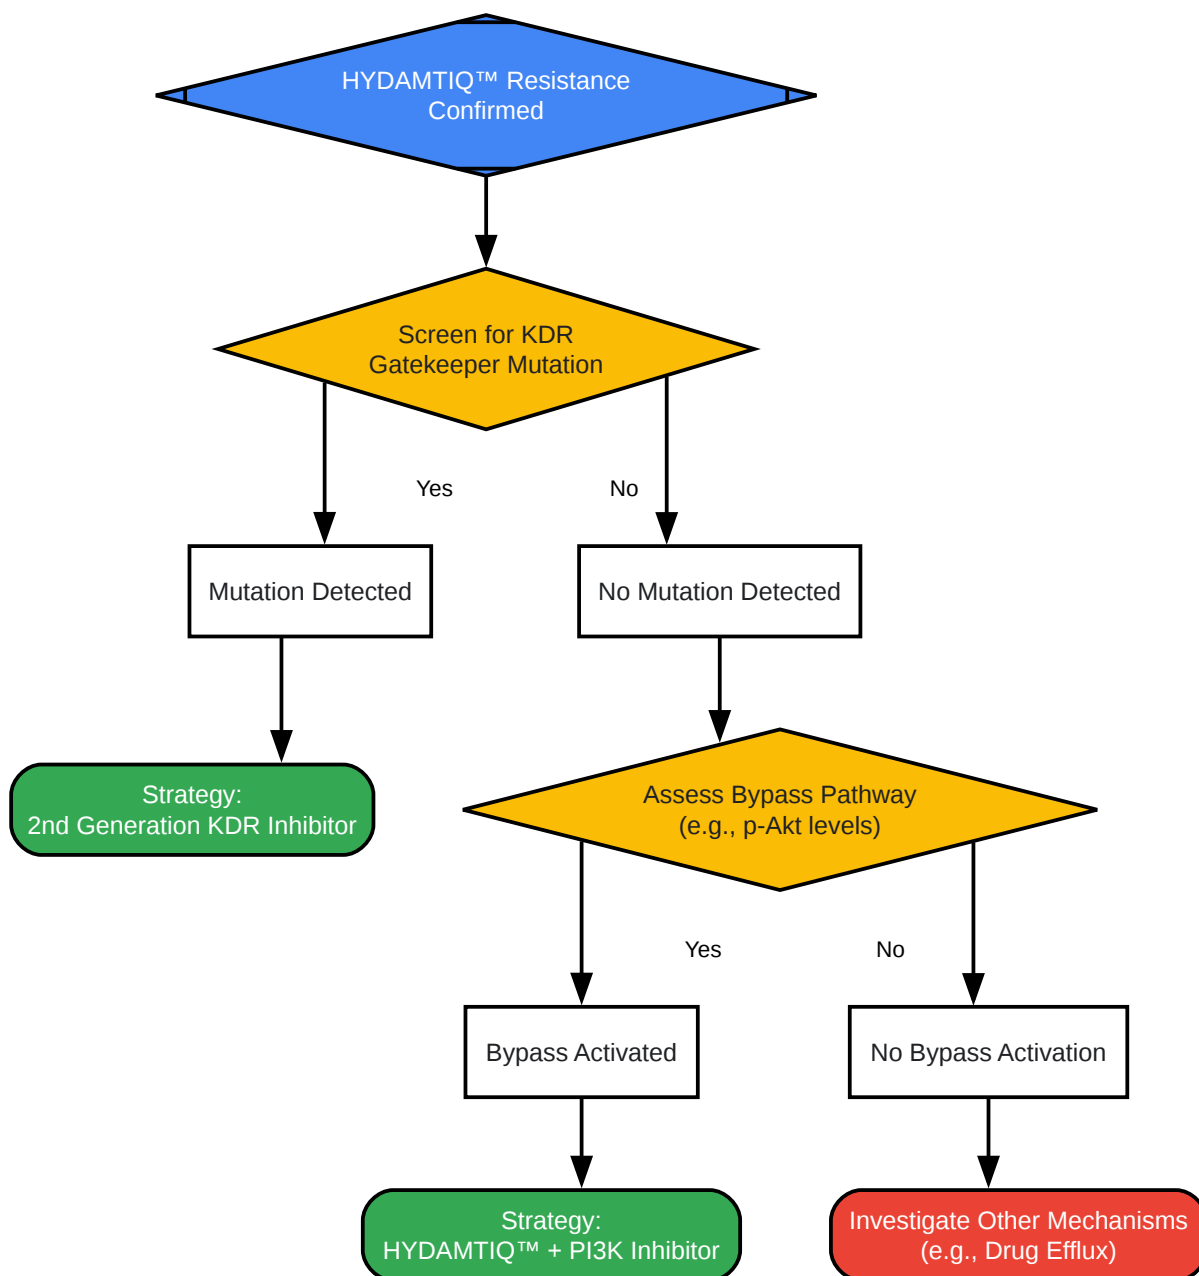 HYDAMTIQ™ Resistance
Confirmed
Screen for KDR
Gatekeeper Mutation
Yes
No
Mutation Detected
No Mutation Detected
Strategy:
2nd Generation KDR Inhibitor
Assess Bypass Pathway
(e.g., p-Akt levels)
Yes
No
Bypass Activated
No Bypass Activation
Strategy:
HYDAMTIQ™ + PI3K Inhibitor
Investigate Other Mechanisms
(e.g., Drug Efflux)